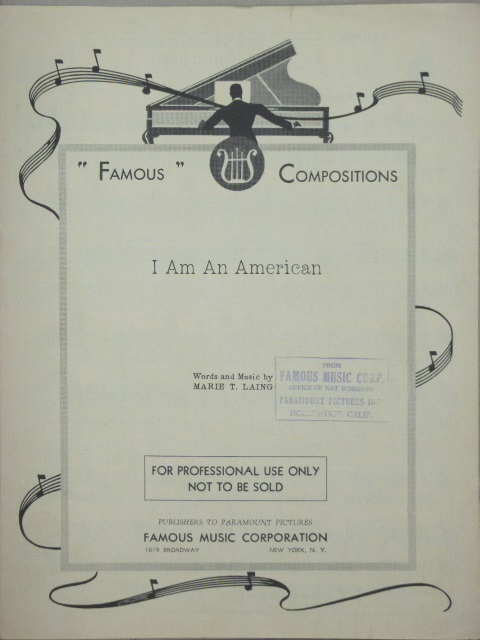 " FAMOUS " COMPOSITIONS
I Am An American
Words and Music by
MARIE T. LAING
FROM
FAMOUS MUSIC CORP.
OFFICE OF
PARAMOUNT PICTURES INC.
HOLLYWOOD, CALIF.
FOR PROFESSIONAL USE ONLY
NOT TO BE SOLD
PUBLISHERS TO PARAMOUNT PICTURES
FAMOUS MUSIC CORPORATION
1619 BROADWAY NEW YORK, N. Y.